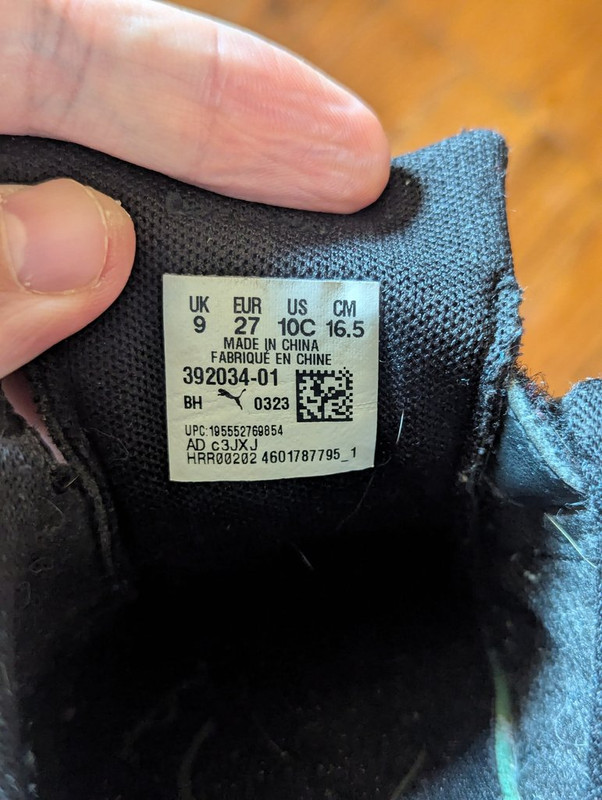 UK EUR US CM
9 27 10C 16.5
MADE IN CHINA
FABRIQUÉ EN CHINE
392034-01
BH 0323
UPC:195552769854
AD c3JXJ
HRR00202 4601787795_1